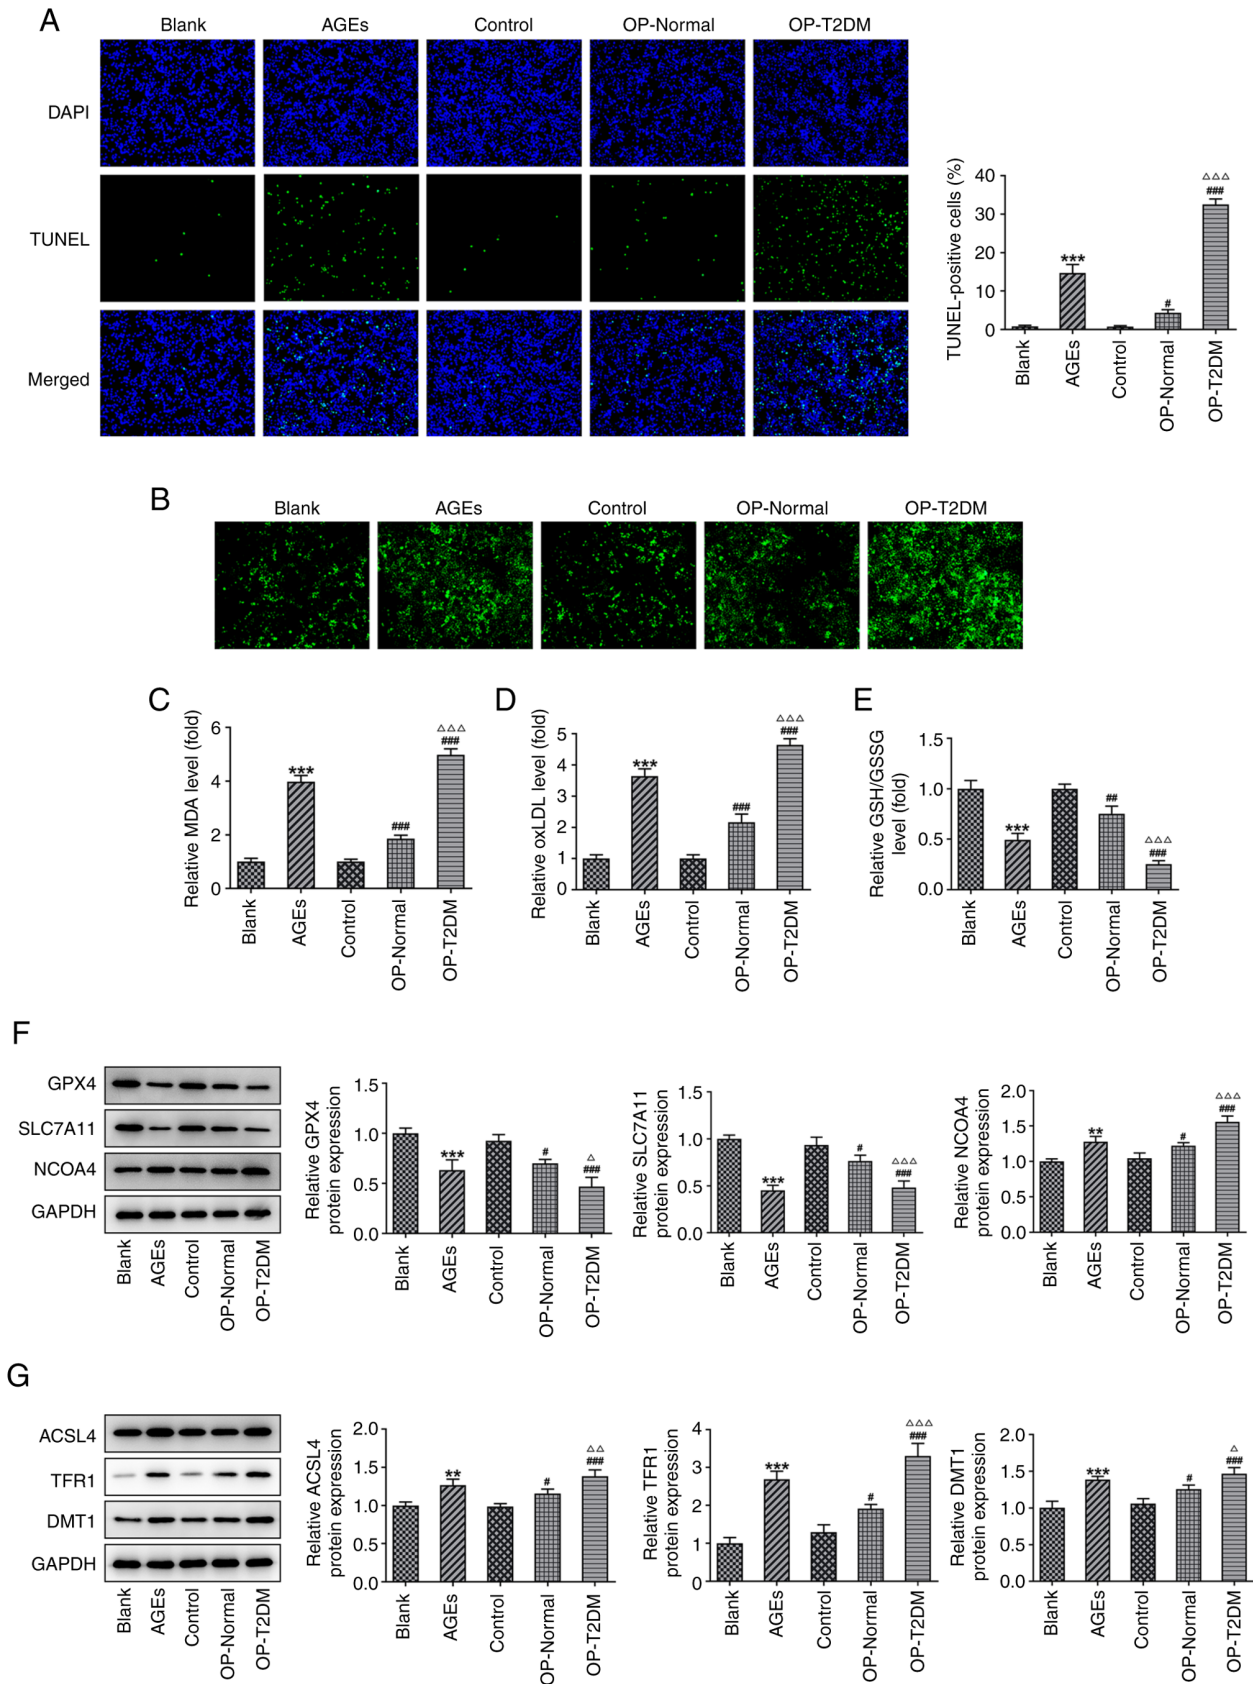 A
Blank
AGEs
Control
OP-Normal
OP-T2DM
DAPI
TUNEL
Merged
TUNEL-positive cells (%)
40
30
20
10
0
***
#
△△△
###
Blank
AGEs
Control
OP-Normal
OP-T2DM
B
Blank
AGEs
Control
OP-Normal
OP-T2DM
C
Relative MDA level (fold)
6
4
2
0
***
###
△△△
###
Blank
AGEs
Control
OP-Normal
OP-T2DM
D
Relative oxLDL level (fold)
5
4
3
2
1
0
***
###
△△△
###
Blank
AGEs
Control
OP-Normal
OP-T2DM
E
Relative GSH/GSSG
level (fold)
1.5
1.0
0.5
0.0
***
##
△△△
###
Blank
AGEs
Control
OP-Normal
OP-T2DM
F
GPX4
SLC7A11
NCOA4
GAPDH
Blank
AGEs
Control
OP-Normal
OP-T2DM
Relative GPX4
protein expression
1.5
1.0
0.5
0.0
***
#
△
###
Blank
AGEs
Control
OP-Normal
OP-T2DM
Relative SLC7A11
protein expression
1.5
1.0
0.5
0.0
***
#
△△△
###
Blank
AGEs
Control
OP-Normal
OP-T2DM
Relative NCOA4
protein expression
2.0
1.5
1.0
0.5
0.0
**
#
△△△
###
Blank
AGEs
Control
OP-Normal
OP-T2DM
G
ACSL4
TFR1
DMT1
GAPDH
Blank
AGEs
Control
OP-Normal
OP-T2DM
Relative ACSL4
protein expression
2.0
1.5
1.0
0.5
0.0
**
#
△△
###
Blank
AGEs
Control
OP-Normal
OP-T2DM
Relative TFR1
protein expression
4
3
2
1
0
***
#
△△△
###
Blank
AGEs
Control
OP-Normal
OP-T2DM
Relative DMT1
protein expression
2.0
1.5
1.0
0.5
0.0
***
#
△
###
Blank
AGEs
Control
OP-Normal
OP-T2DM